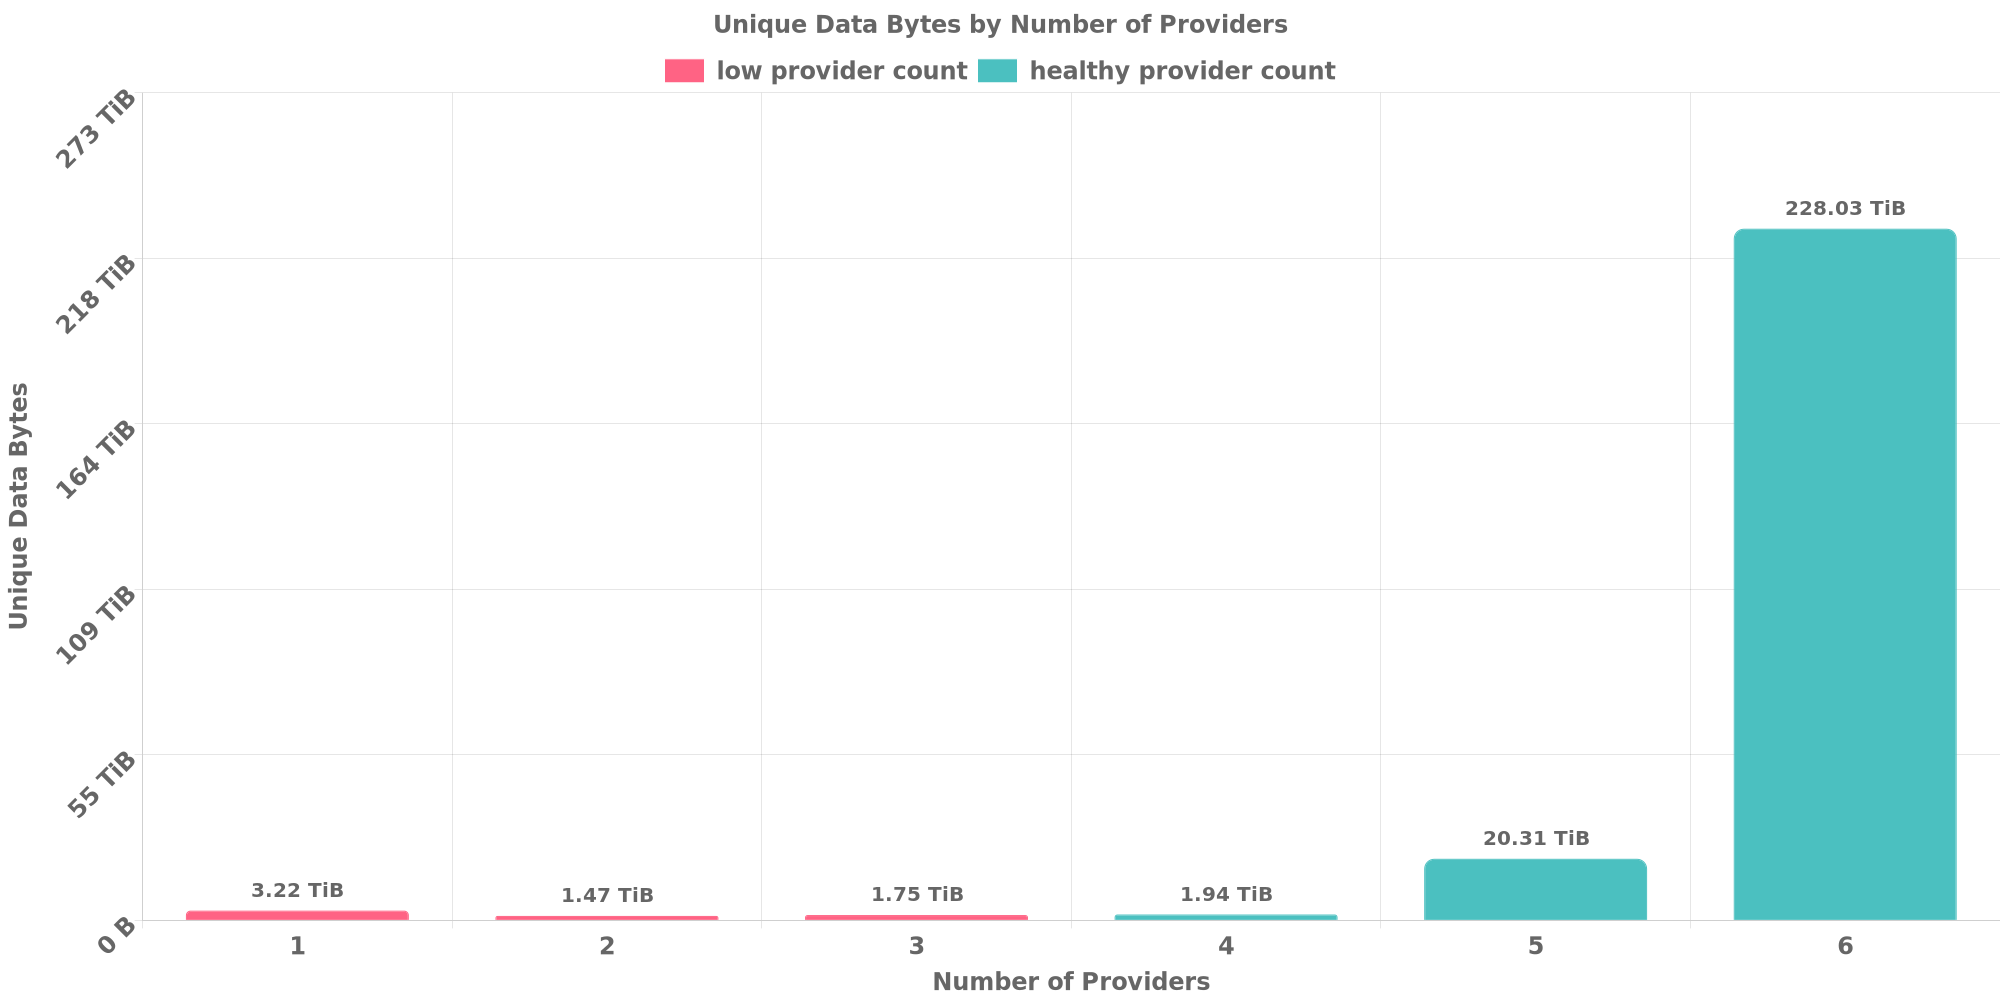 Unique Data Bytes by Number of Providers
low provider count
healthy provider count
273 TiB
218 TiB
164 TiB
109 TiB
55 TiB
0 B
Unique Data Bytes
3.22 TiB
1.47 TiB
1.75 TiB
1.94 TiB
20.31 TiB
228.03 TiB
1
2
3
4
5
6
Number of Providers